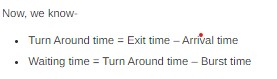 Now, we know-
• Turn Around time = Exit time – Arrival time
• Waiting time = Turn Around time – Burst time